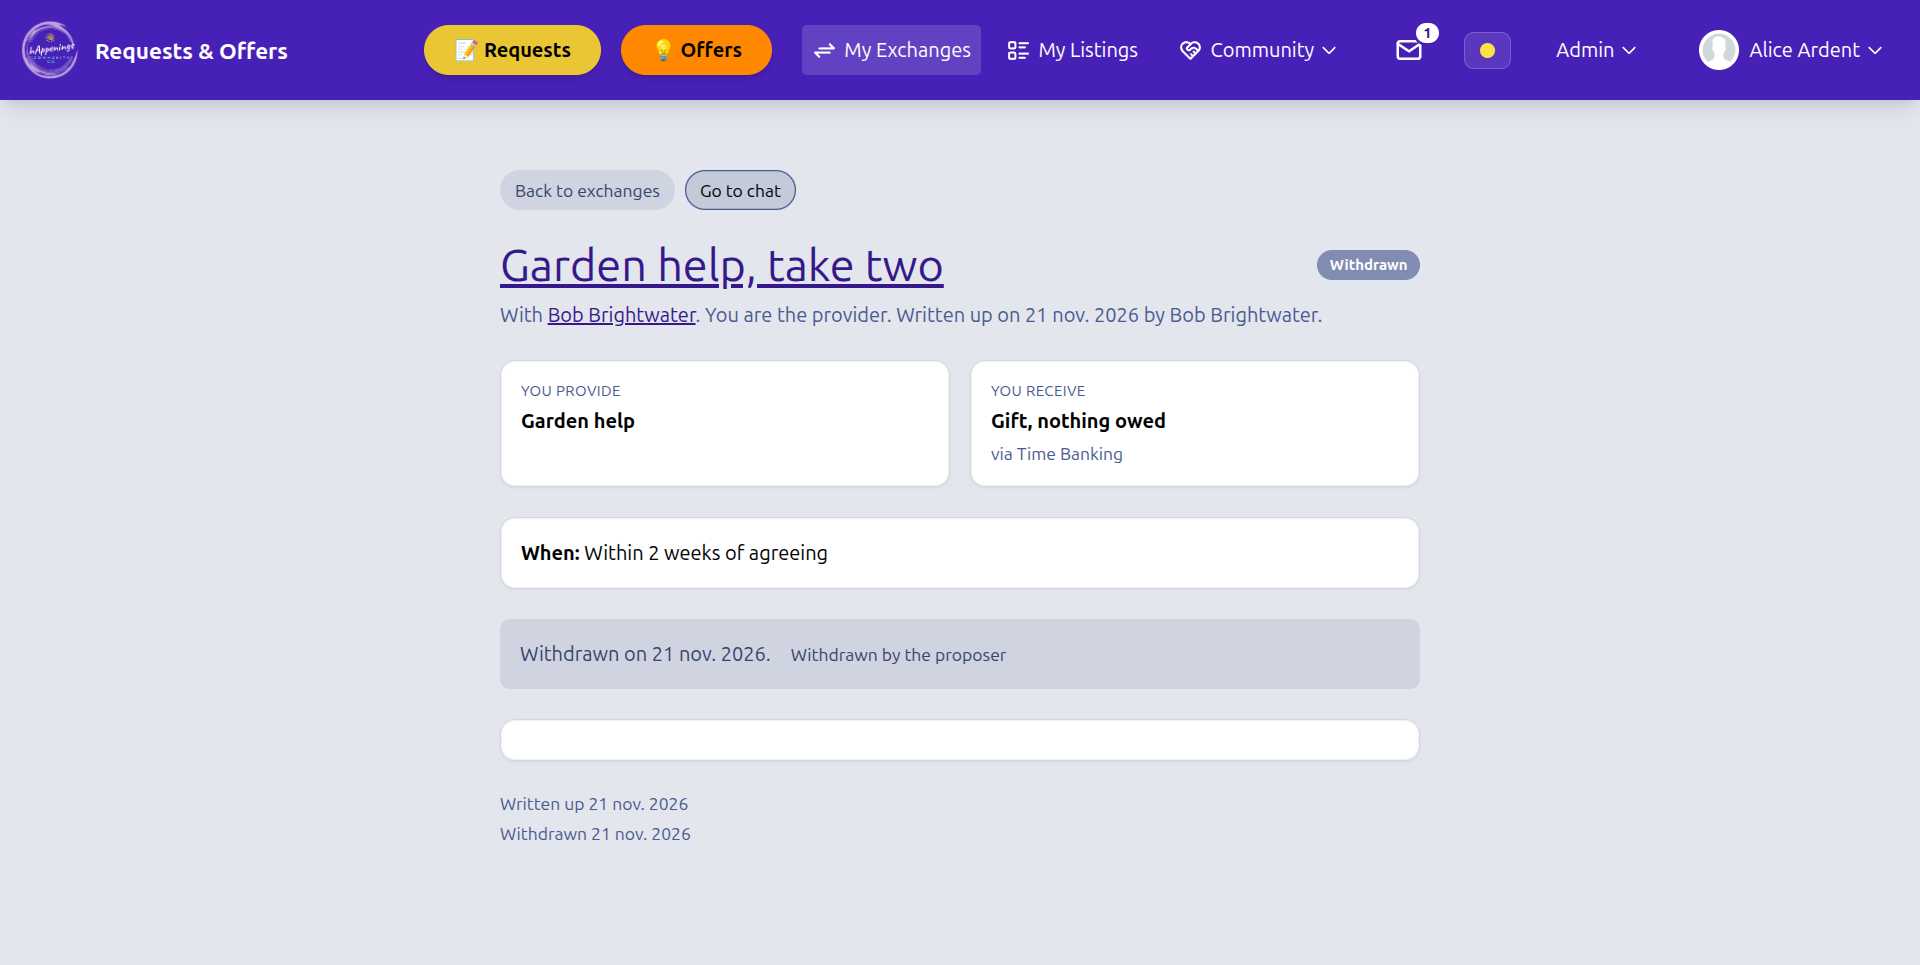 hAppenings
COMMUNITY
Requests & Offers
📝 Requests
💡 Offers
My Exchanges
My Listings
Community
1
Admin
Alice Ardent
Back to exchanges
Go to chat
Garden help, take two
Withdrawn
With Bob Brightwater. You are the provider. Written up on 21 nov. 2026 by Bob Brightwater.
YOU PROVIDE
Garden help
YOU RECEIVE
Gift, nothing owed
via Time Banking
When: Within 2 weeks of agreeing
Withdrawn on 21 nov. 2026. Withdrawn by the proposer
Written up 21 nov. 2026
Withdrawn 21 nov. 2026